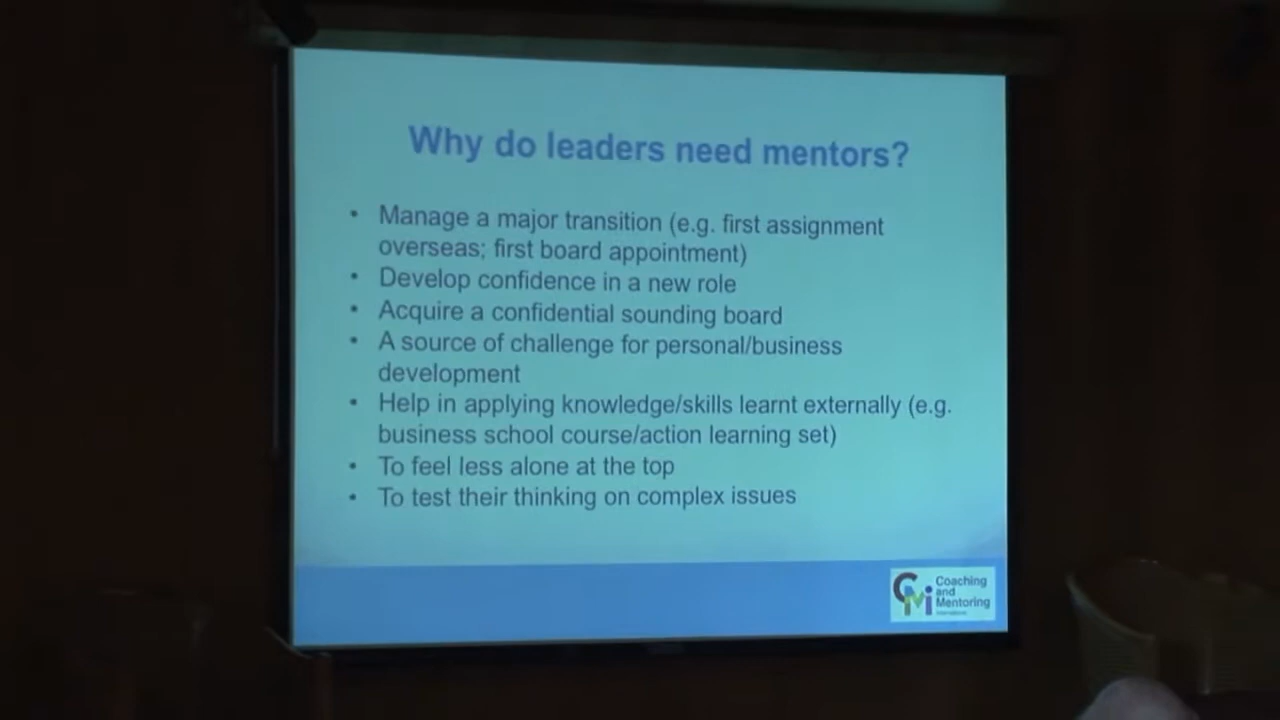 Why do leaders need mentors?
• Manage a major transition (e.g. first assignment
overseas; first board appointment)
• Develop confidence in a new role
• Acquire a confidential sounding board
• A source of challenge for personal/business
development
• Help in applying knowledge/skills learnt externally (e.g.
business school course/action learning set)
• To feel less alone at the top
• To test their thinking on complex issues
CMi
Coaching
and
Mentoring
International